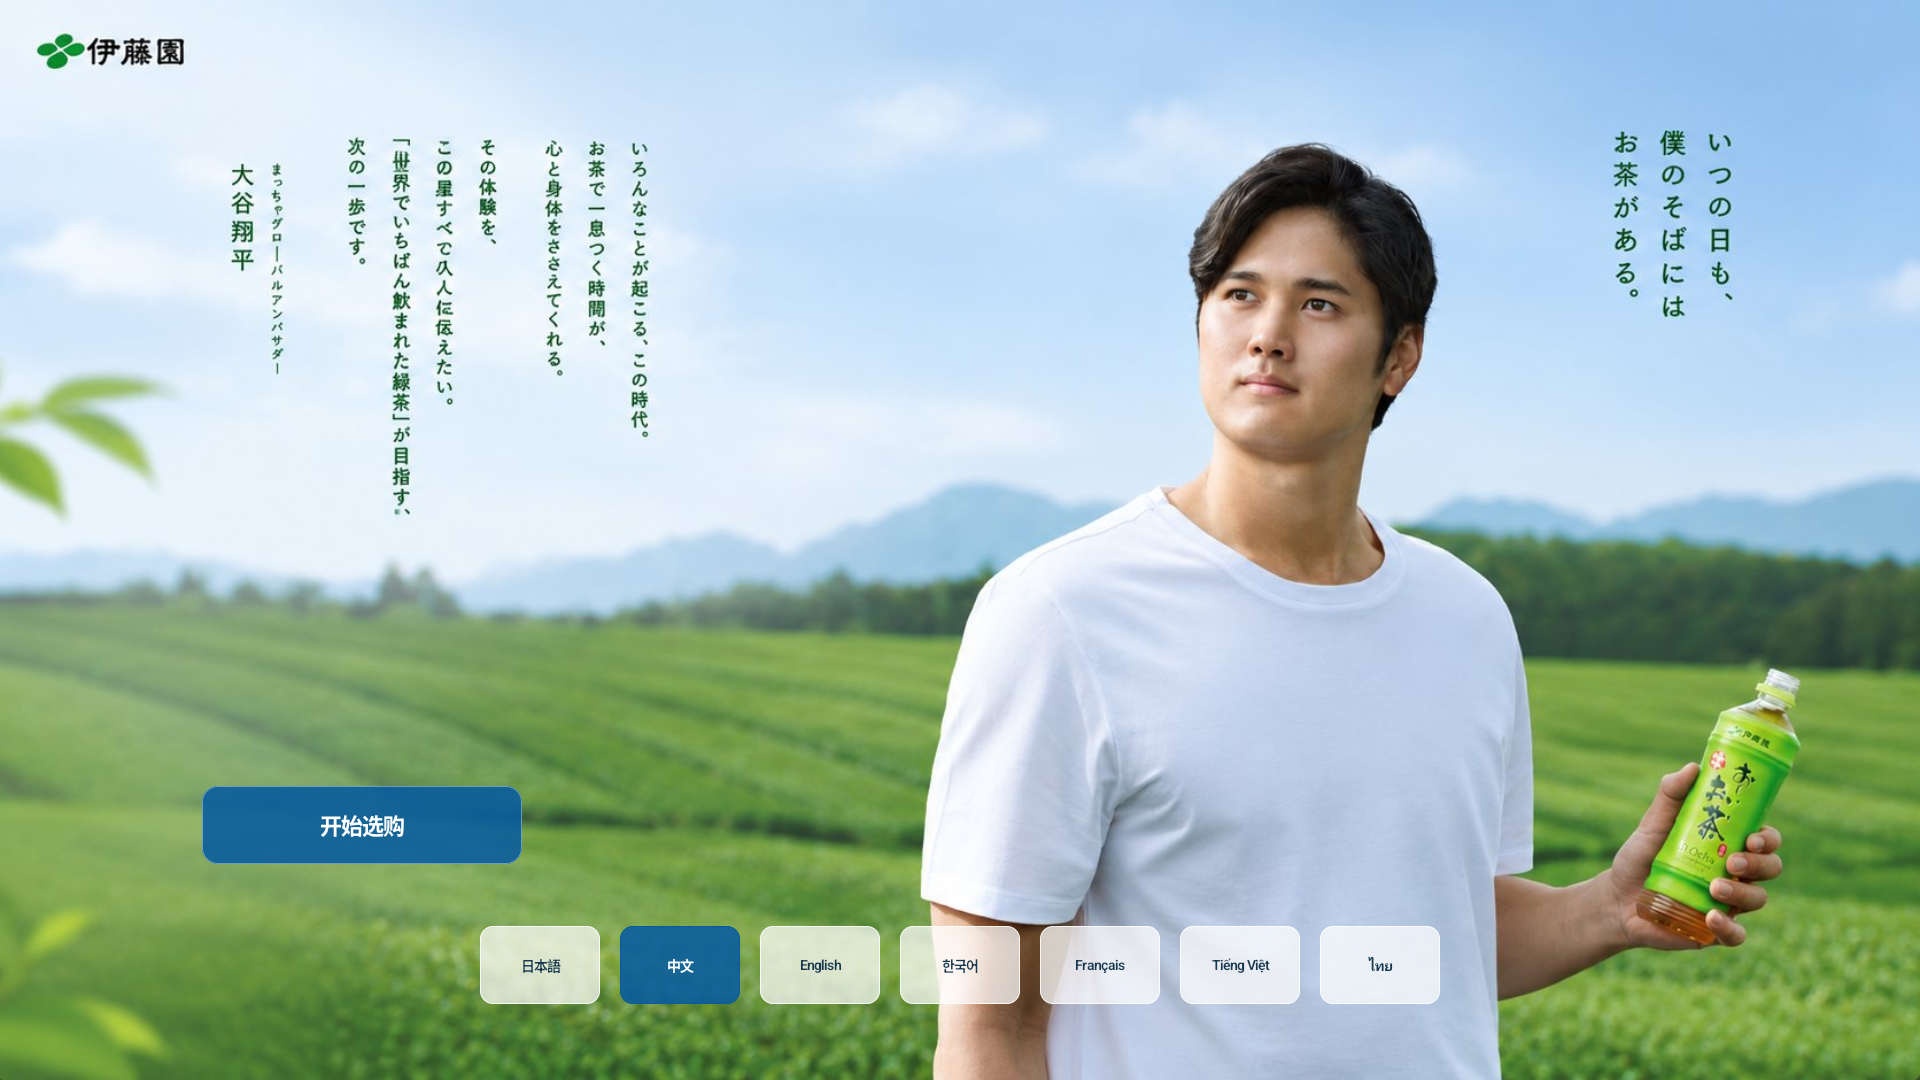 伊藤園
いつの日も、
僕のそばには
お茶がある。
いろんなことが起こる、この時代。
お茶で一息つく時間が、
心と身体をささえてくれる。
その体験を、
この星すべて人伝えたい。
「世界でいちばん飲まれた緑茶」が目指す、
次の一歩です。
まっちゃダローバルアンバサダー
大谷翔平
お〜い
お茶
开始选购
日本語
中文
English
한국어
Français
Tiếng Việt
ไทย